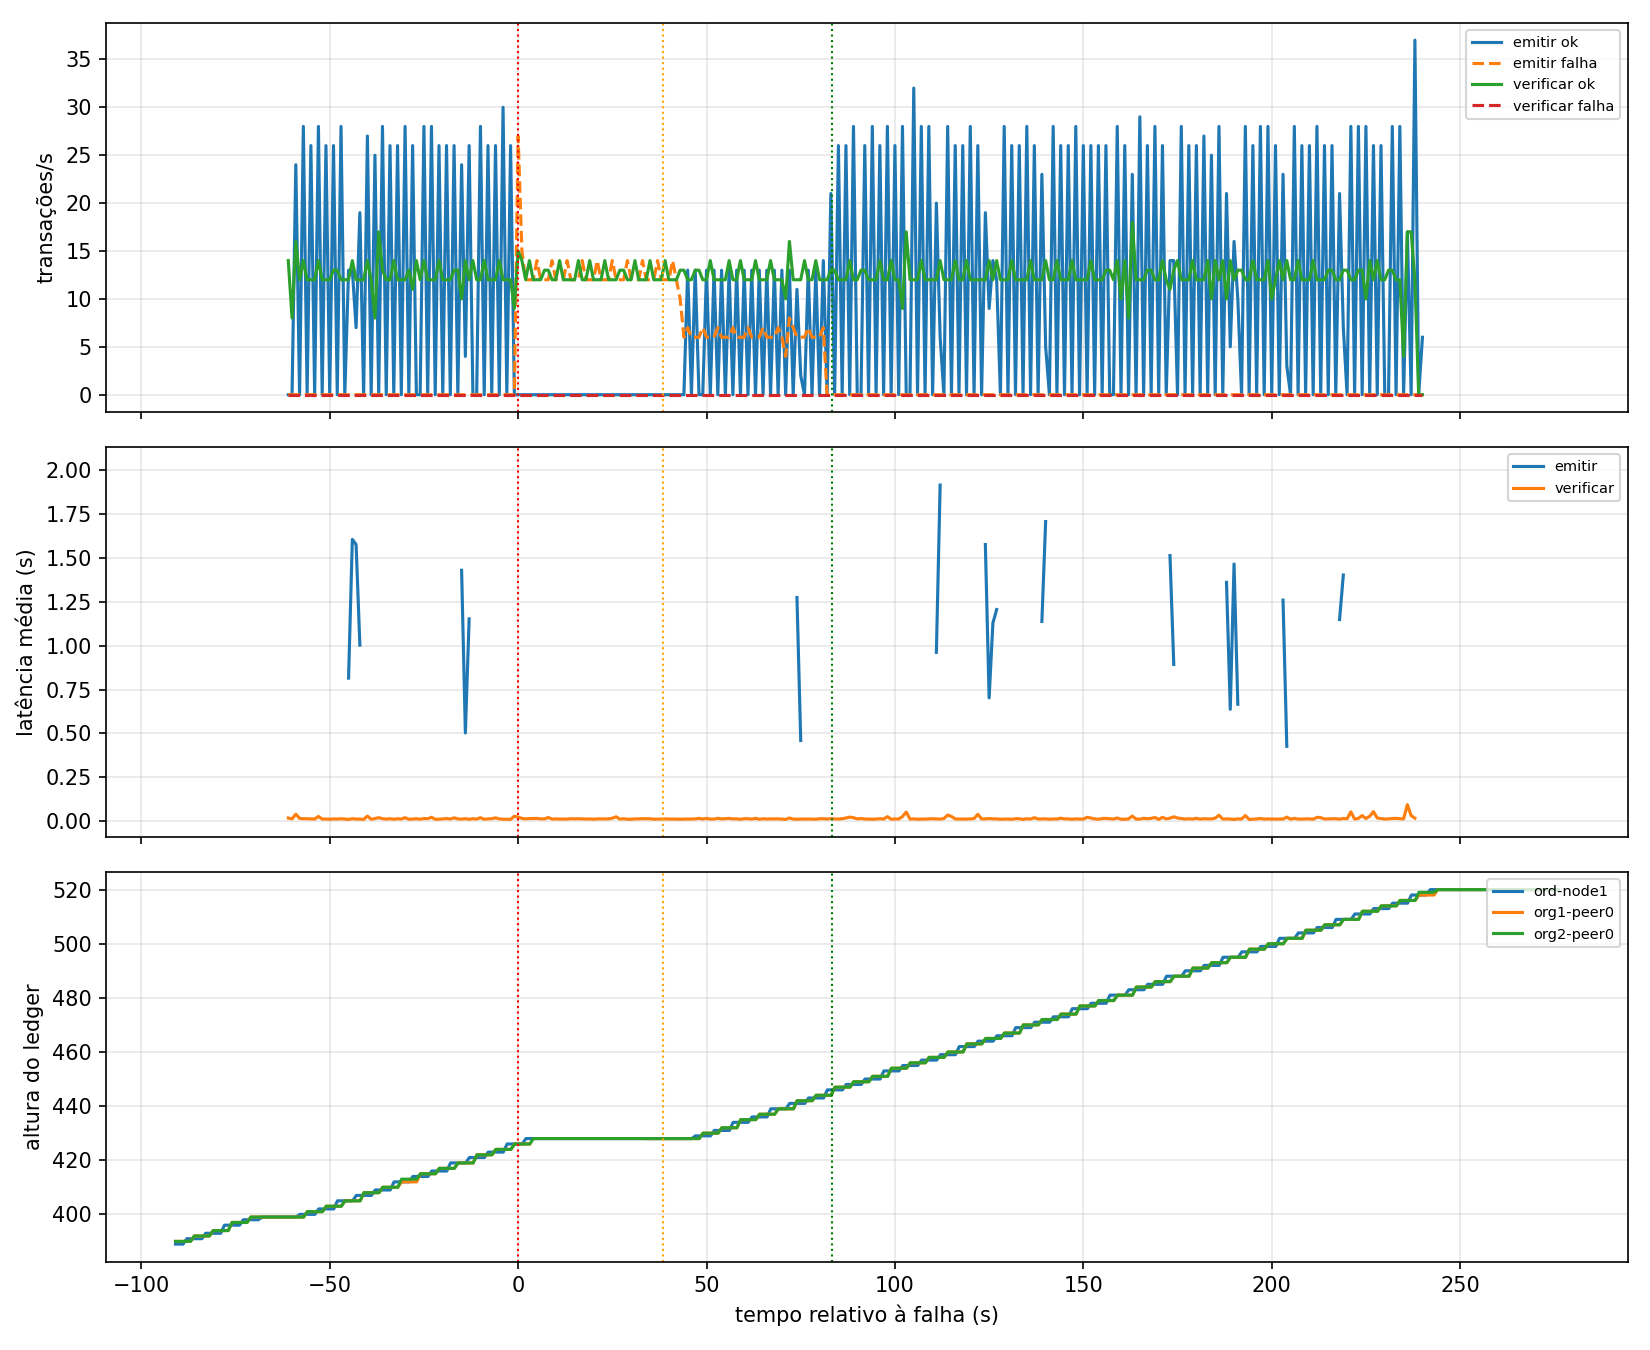 transações/s
35
30
25
20
15
10
5
0
emitir ok
emitir falha
verificar ok
verificar falha
latência média (s)
2.00
1.75
1.50
1.25
1.00
0.75
0.50
0.25
0.00
emitir
verificar
altura do ledger
520
500
480
460
440
420
400
ord-node1
org1-peer0
org2-peer0
−100 −50 0 50 100 150 200 250
tempo relativo à falha (s)